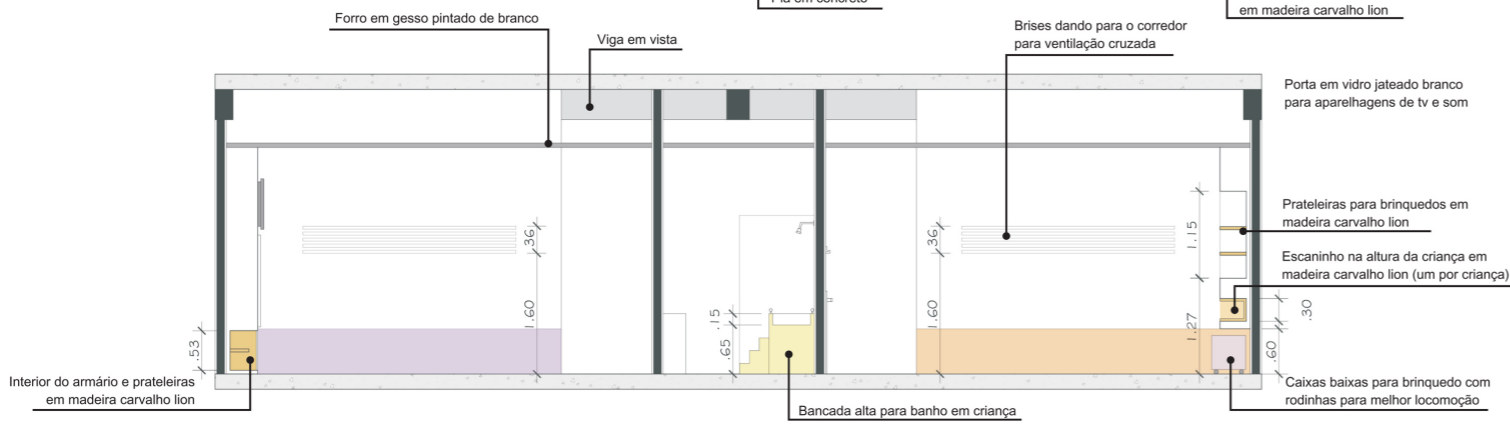 em madeira carvalho lion
Forro em gesso pintado de branco
Viga em vista
Brises dando para o corredor
para ventilação cruzada
Porta em vidro jateado branco
para aparelhagens de tv e som
Prateleiras para brinquedos em
madeira carvalho lion
Escaninho na altura da criança em
madeira carvalho lion (um por criança)
36
36
1.15
.30
1.60
.15
.65
1.60
1.27
.60
.53
Interior do armário e prateleiras
em madeira carvalho lion
Bancada alta para banho em criança
Caixas baixas para brinquedo com
rodinhas para melhor locomoção